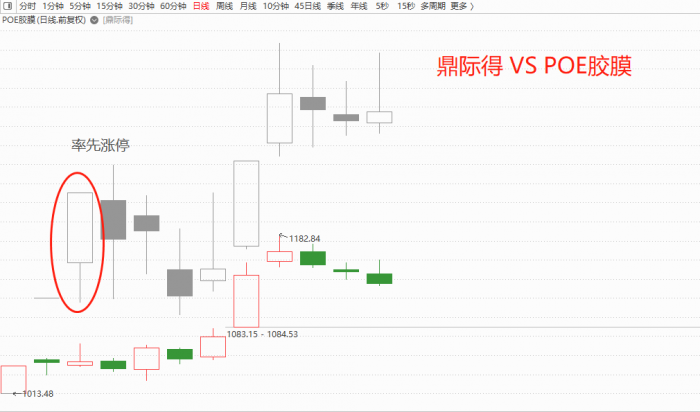 分时 1分钟 5分钟 15分钟 30分钟 60分钟 日线 周线 月线 10分钟 45日线 季线 年线 5秒 15秒 多周期 更多 〉
POE胶膜(日线.前复权) [鼎际得]
鼎际得 VS POE胶膜
率先涨停
1182.84
1083.15 - 1084.53
1013.48